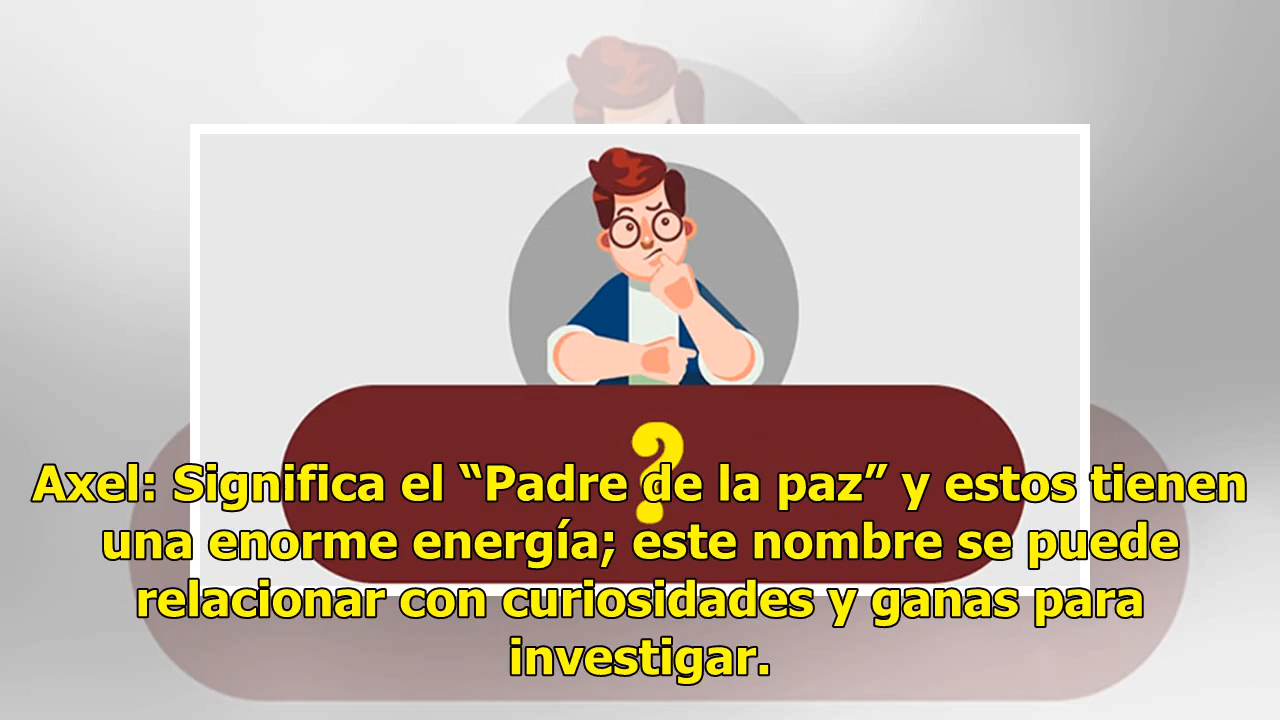 ?
Axel: Significa el “Padre de la paz” y estos tienen
una enorme energía; este nombre se puede
relacionar con curiosidades y ganas para
investigar.